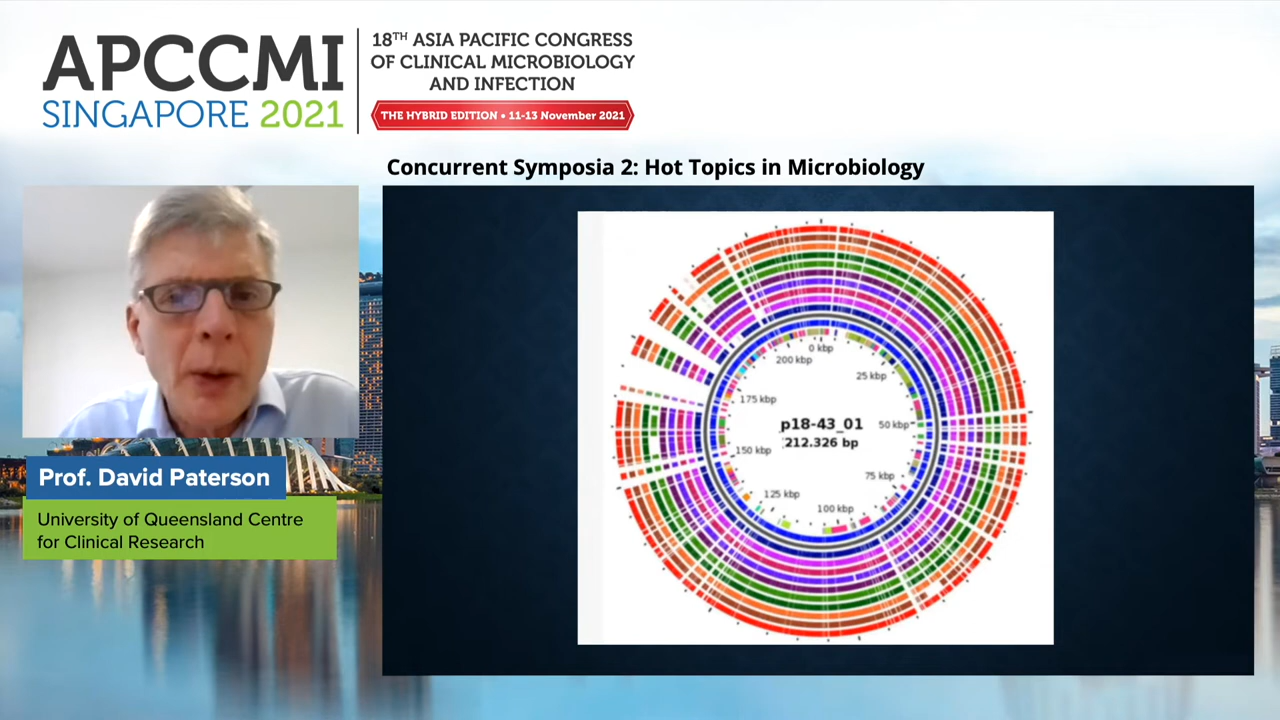 APCCMI
SINGAPORE 2021
18TH ASIA PACIFIC CONGRESS
OF CLINICAL MICROBIOLOGY
AND INFECTION
THE HYBRID EDITION • 11-13 November 2021
Concurrent Symposia 2: Hot Topics in Microbiology
0 kbp
200 kbp
25 kbp
175 kbp
p18-43_01
50 kbp
212.326 bp
150 kbp
75 kbp
125 kbp
100 kbp
Prof. David Paterson
University of Queensland Centre
for Clinical Research